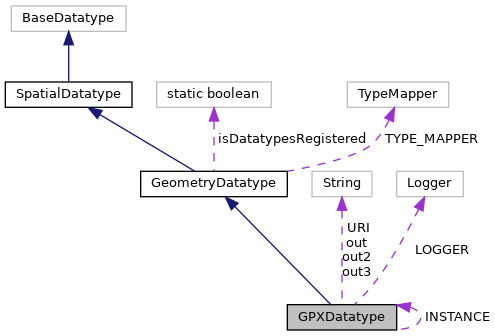 BaseDatatype
SpatialDatatype
static boolean
TypeMapper
isDatatypesRegistered
TYPE_MAPPER
GeometryDatatype
String
Logger
URI
out
out2
out3
LOGGER
GPXDatatype
INSTANCE